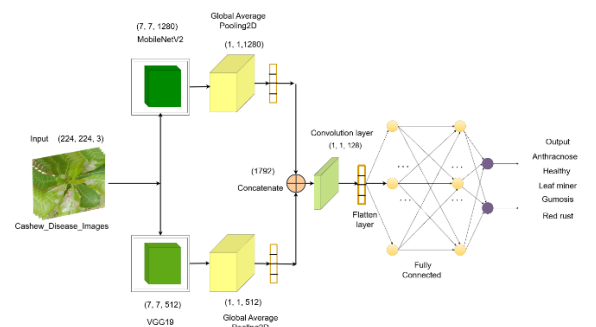 (7, 7, 1280)
MobileNetV2
Global Average
Pooling2D
(1, 1,1280)
Input (224, 224, 3)
Cashew_Disease_Images
(1792)
Concatenate
Convolution layer
(1, 1, 128)
Flatten
layer
...
...
...
...
Fully
Connected
Output
Anthracnose
Healthy
Leaf miner
Gumosis
Red rust
(7, 7, 512)
VGG19
(1, 1, 512)
Global Average
Pooling2D